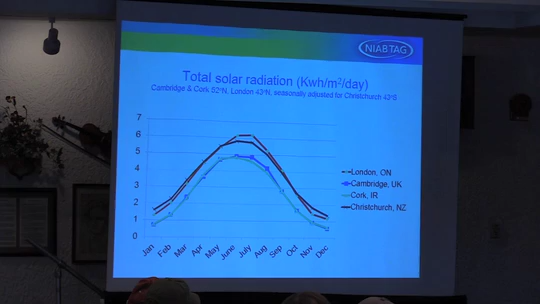 NIAB TAG
Total solar radiation (Kwh/m²/day)
Cambridge & Cork 52°N, London 43°N, seasonally adjusted for Christchurch 43°S
7
6
5
4
3
2
1
0
Jan Feb Mar Apr May June July Aug Sep Oct Nov Dec
London, ON
Cambridge, UK
Cork, IR
Christchurch, NZ